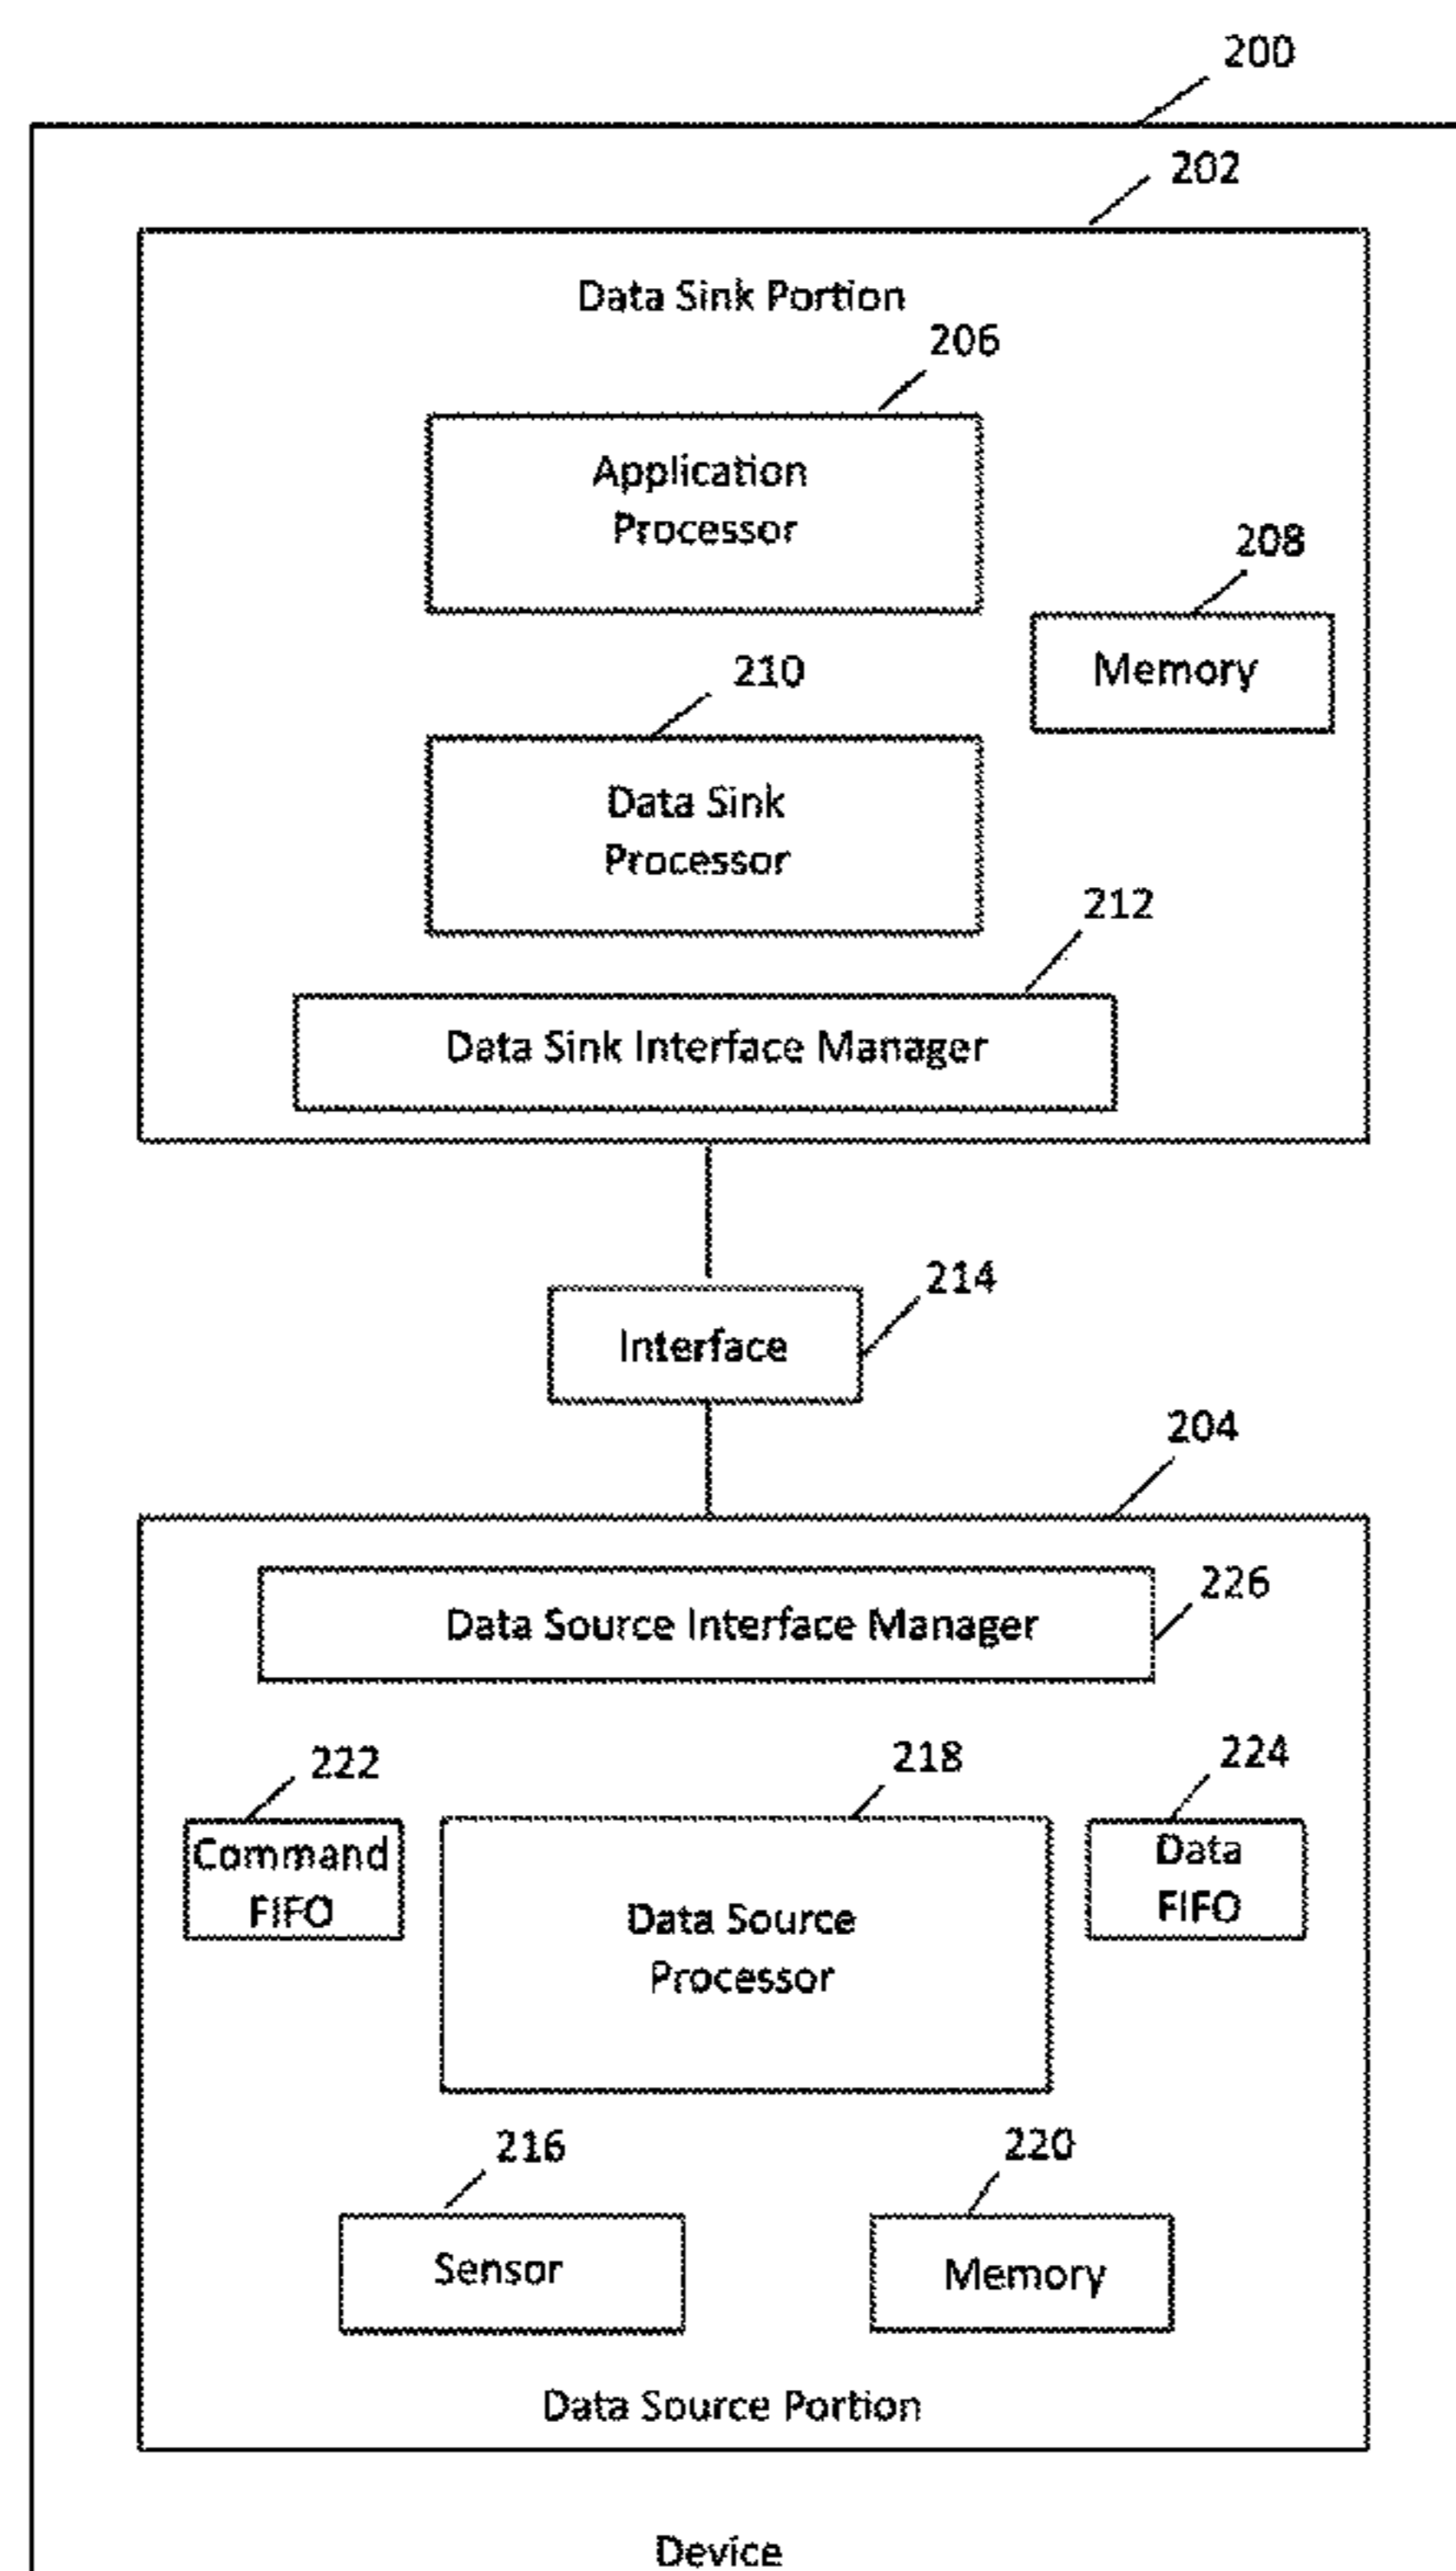 200
202
Data Sink Portion
206
Application
Processor
208
Memory
210
Data Sink
Processor
212
Data Sink Interface Manager
214
Interface
204
226
Data Source Interface Manager
222
218
224
Command
FIFO
Data Source
Processor
Data
FIFO
216
220
Sensor
Memory
Data Source Portion
Device